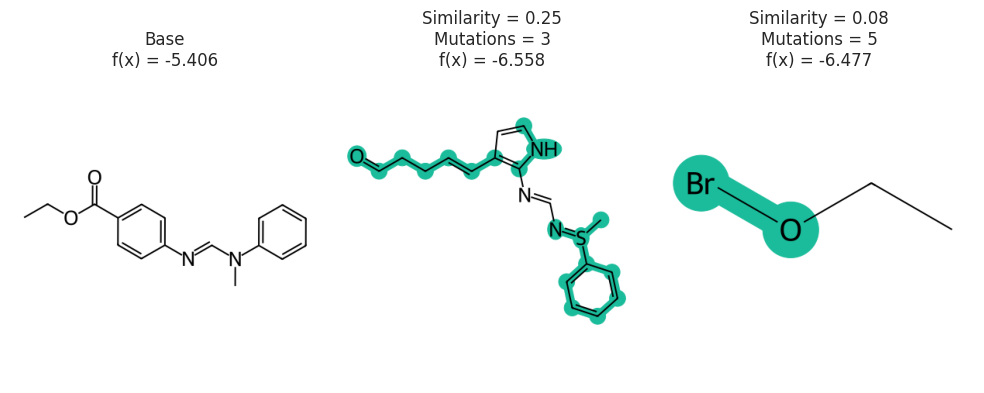 Base
f(x) = -5.406
Similarity = 0.25
Mutations = 3
f(x) = -6.558
Similarity = 0.08
Mutations = 5
f(x) = -6.477
O
O
N
N
O
NH
N
N
S
Br
O